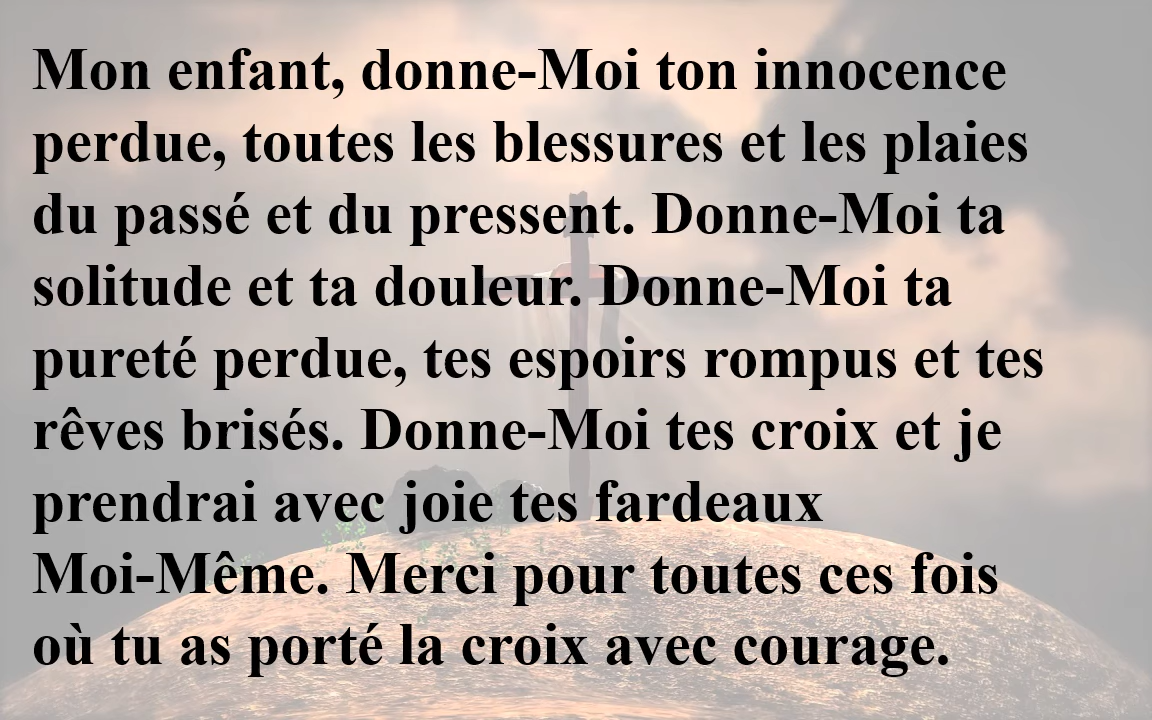 Mon enfant, donne-Moi ton innocence
perdue, toutes les blessures et les plaies
du passé et du pressent. Donne-Moi ta
solitude et ta douleur. Donne-Moi ta
pureté perdue, tes espoirs rompus et tes
rêves brisés. Donne-Moi tes croix et je
prendrai avec joie tes fardeaux
Moi-Même. Merci pour toutes ces fois
où tu as porté la croix avec courage.